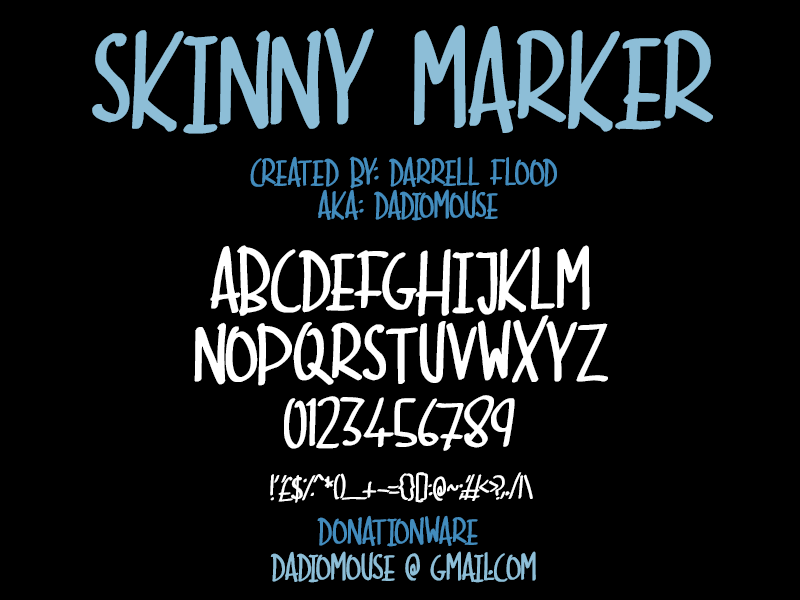 SKINNY MARKER
CREATED BY: DARRELL FLOOD
AKA: DADIOMOUSE
ABCDEFGHIJKLM
NOPQRSTUVWXYZ
0123456789
!'£$%^*()_+-={}[]:@~;#<>?,./|\
DONATIONWARE
DADIOMOUSE @ GMAIL.COM